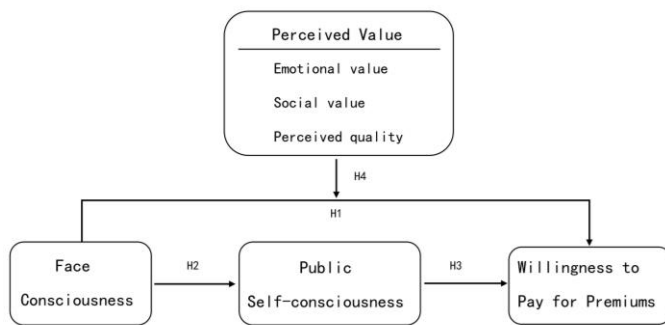 Perceived Value
Emotional value
Social value
Perceived quality
H4
H1
Face
Consciousness
H2
Public
Self-consciousness
H3
Willingness to
Pay for Premiums